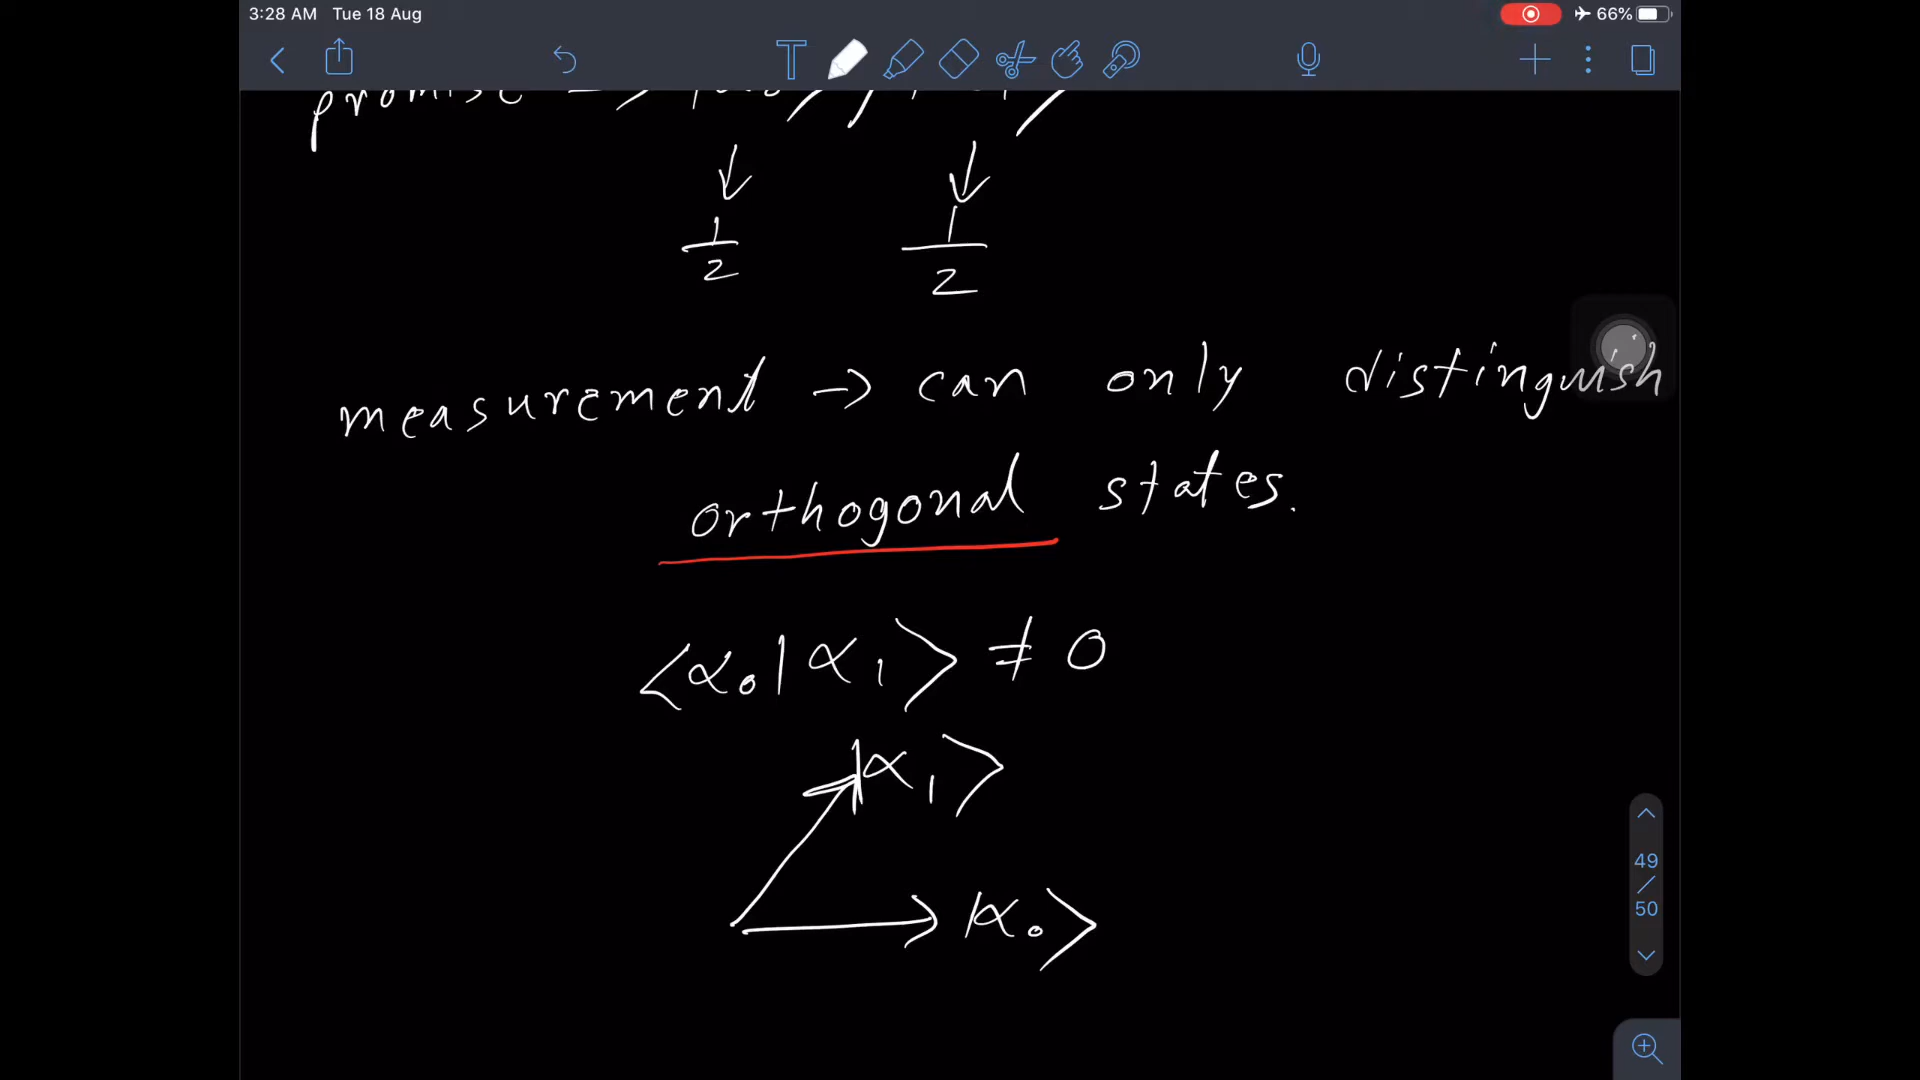 3:28 AM Tue 18 Aug
66%
promise →
1/2 1/2
measurement → can only distinguish
orthogonal states.
<α₀|α₁> ≠ 0
|α₁>
|α₀>
49
/
50